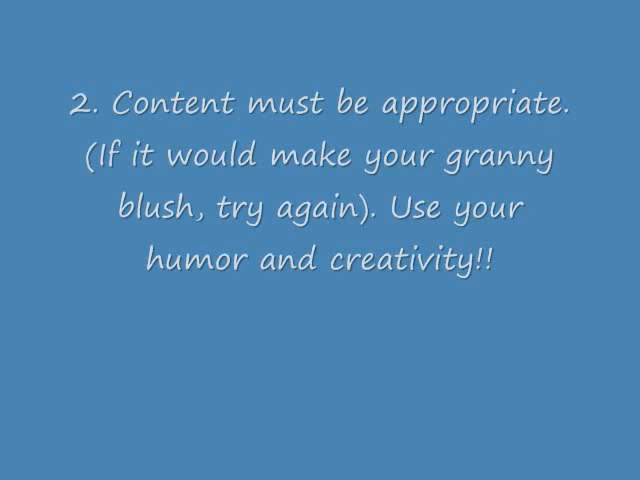 2. Content must be appropriate.
(If it would make your granny
blush, try again). Use your
humor and creativity!!